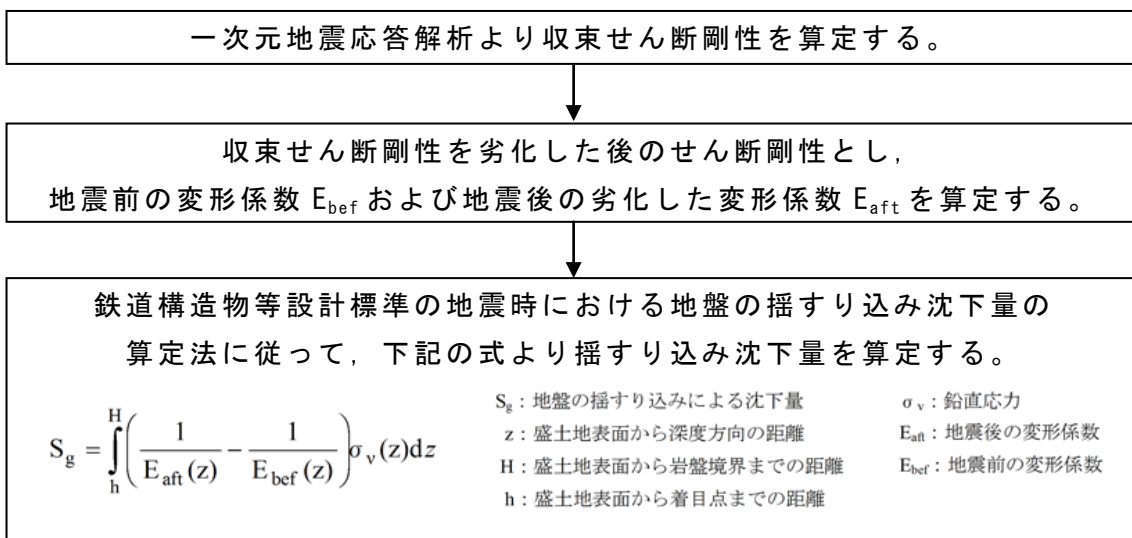 一次元地震応答解析より収束せん断剛性を算定する。
収束せん断剛性を劣化した後のせん断剛性とし,
地震前の変形係数 E_bef および地震後の劣化した変形係数 E_aft を算定する。
鉄道構造物等設計標準の地震時における地盤の揺すり込み沈下量の
算定法に従って, 下記の式より揺すり込み沈下量を算定する。
S_g = ∫_h^H ( 1/E_aft(z) − 1/E_bef(z) ) σ_v(z)dz
S_g：地盤の揺すり込みによる沈下量
z：盛土地表面から深度方向の距離
H：盛土地表面から岩盤境界までの距離
h：盛土地表面から着目点までの距離
σ_v：鉛直応力
E_aft：地震後の変形係数
E_bef：地震前の変形係数